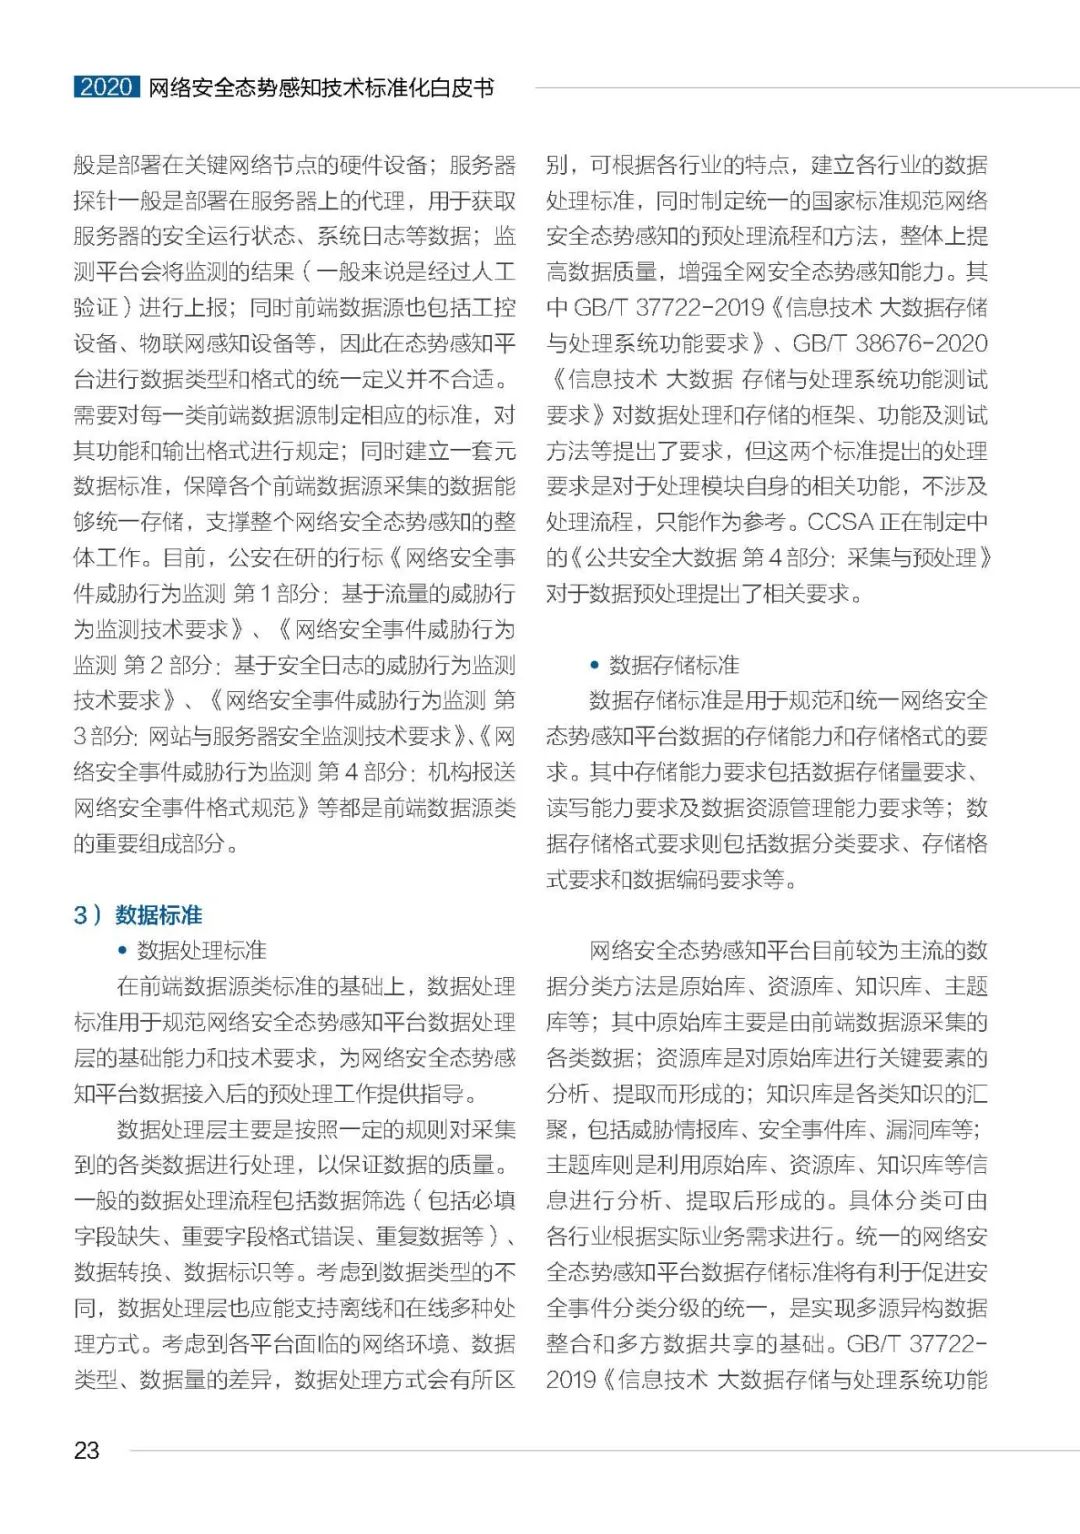 2020 网络安全态势感知技术标准化白皮书
般是部署在关键网络节点的硬件设备；服务器
探针一般是部署在服务器上的代理，用于获取
服务器的安全运行状态、系统日志等数据；监
测平台会将监测的结果（一般来说是经过人工
验证）进行上报；同时前端数据源也包括工控
设备、物联网感知设备等，因此在态势感知平
台进行数据类型和格式的统一定义并不合适。
需要对每一类前端数据源制定相应的标准，对
其功能和输出格式进行规定；同时建立一套元
数据标准，保障各个前端数据源采集的数据能
够统一存储，支撑整个网络安全态势感知的整
体工作。目前，公安在研的行标《网络安全事
件威胁行为监测 第 1 部分：基于流量的威胁行
为监测技术要求》、《网络安全事件威胁行为
监测 第 2 部分：基于安全日志的威胁行为监测
技术要求》、《网络安全事件威胁行为监测 第
3 部分：网站与服务器安全监测技术要求》、《网
络安全事件威胁行为监测 第 4 部分：机构报送
网络安全事件格式规范》等都是前端数据源类
的重要组成部分。
3）数据标准
• 数据处理标准
在前端数据源类标准的基础上，数据处理
标准用于规范网络安全态势感知平台数据处理
层的基础能力和技术要求，为网络安全态势感
知平台数据接入后的预处理工作提供指导。
数据处理层主要是按照一定的规则对采集
到的各类数据进行处理，以保证数据的质量。
一般的数据处理流程包括数据筛选（包括必填
字段缺失、重要字段格式错误、重复数据等）、
数据转换、数据标识等。考虑到数据类型的不
同，数据处理层也应能支持离线和在线多种处
理方式。考虑到各平台面临的网络环境、数据
类型、数据量的差异，数据处理方式会有所区
别，可根据各行业的特点，建立各行业的数据
处理标准，同时制定统一的国家标准规范网络
安全态势感知的预处理流程和方法，整体上提
高数据质量，增强全网安全态势感知能力。其
中 GB/T 37722-2019《信息技术 大数据存储
与处理系统功能要求》、GB/T 38676-2020
《信息技术 大数据 存储与处理系统功能测试
要求》对数据处理和存储的框架、功能及测试
方法等提出了要求，但这两个标准提出的处理
要求是对于处理模块自身的相关功能，不涉及
处理流程，只能作为参考。CCSA 正在制定中
的《公共安全大数据 第 4 部分：采集与预处理》
对于数据预处理提出了相关要求。
• 数据存储标准
数据存储标准是用于规范和统一网络安全
态势感知平台数据的存储能力和存储格式的要
求。其中存储能力要求包括数据存储量要求、
读写能力要求及数据资源管理能力要求等；数
据存储格式要求则包括数据分类要求、存储格
式要求和数据编码要求等。
网络安全态势感知平台目前较为主流的数
据分类方法是原始库、资源库、知识库、主题
库等；其中原始库主要是由前端数据源采集的
各类数据；资源库是对原始库进行关键要素的
分析、提取而形成的；知识库是各类知识的汇
聚，包括威胁情报库、安全事件库、漏洞库等；
主题库则是利用原始库、资源库、知识库等信
息进行分析、提取后形成的。具体分类可由
各行业根据实际业务需求进行。统一的网络安
全态势感知平台数据存储标准将有利于促进安
全事件分类分级的统一，是实现多源异构数据
整合和多方数据共享的基础。GB/T 37722-
2019《信息技术 大数据存储与处理系统功能
23